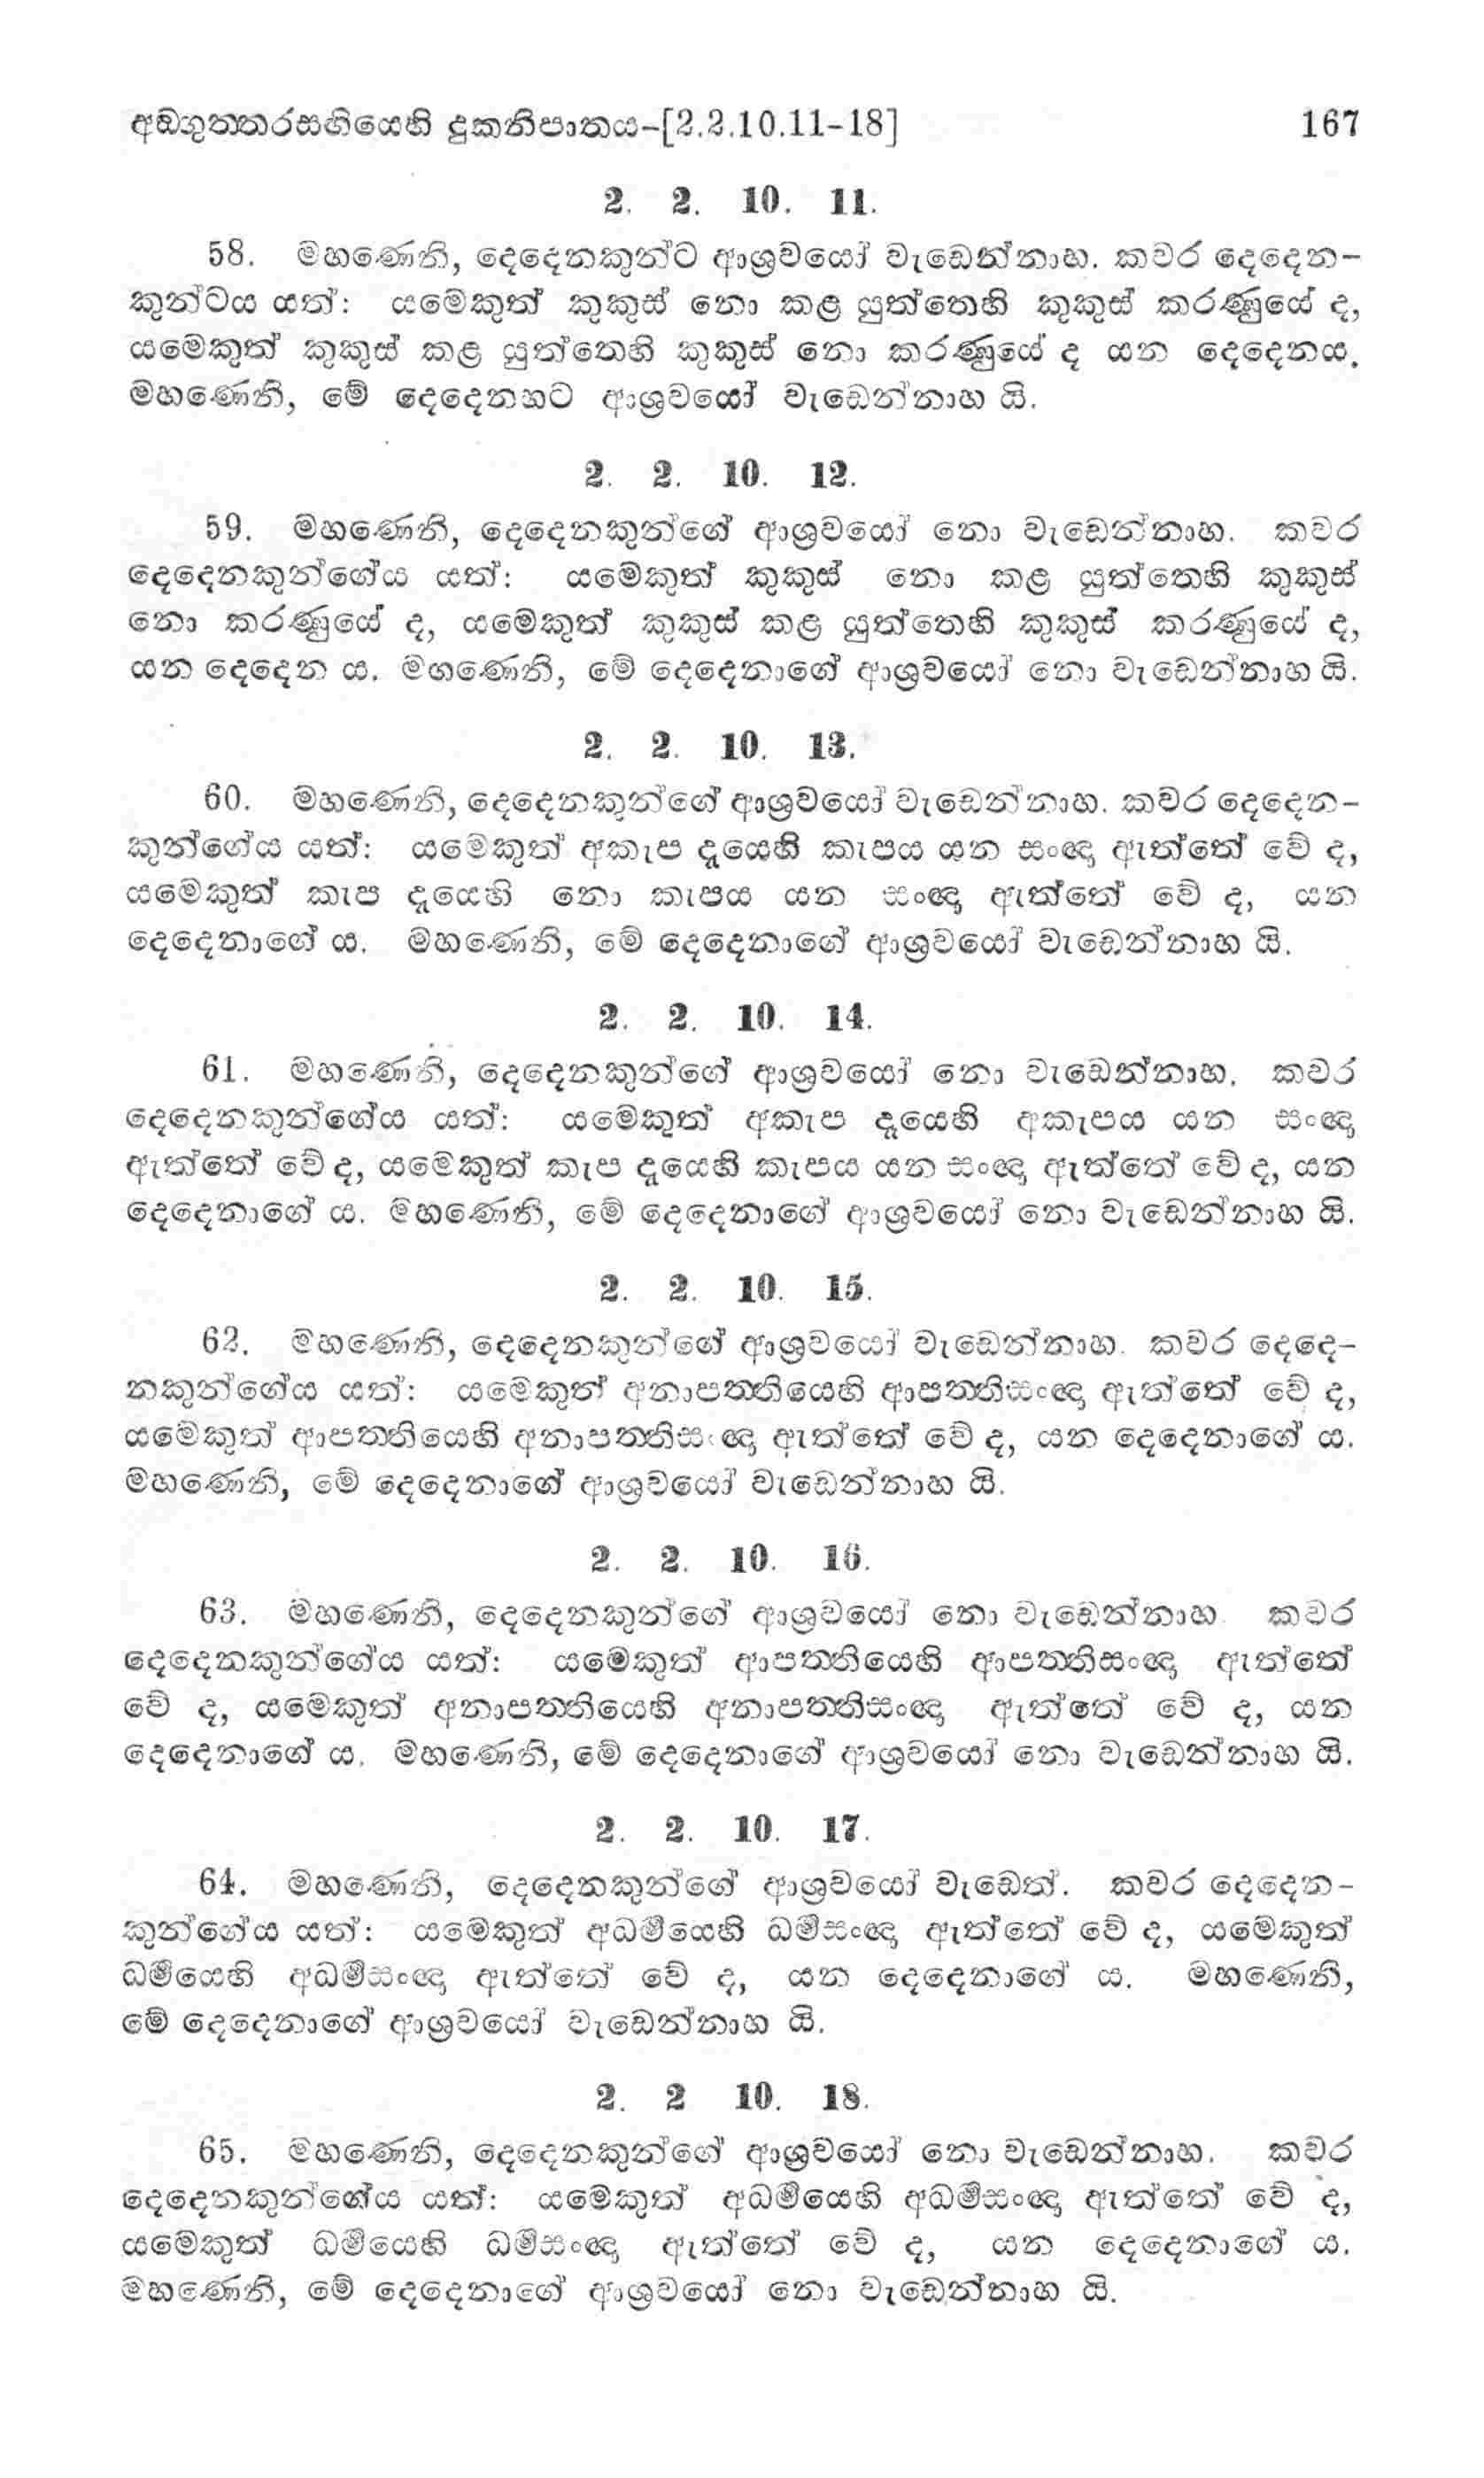 අඞ්ගුත්තරසඟියෙහි දුකනිපාතය-[2.2.10.11-18] 167
2. 2. 10. 11.
58. මහණෙනි, දෙදෙනකුන්ට ආශ්‍රවයෝ වැඩෙන්නාහ. කවර දෙදෙන-
කුන්ටය යත්: යමෙකුත් කුකුස් නො කළ යුත්තෙහි කුකුස් කරණුයේ ද,
යමෙකුත් කුකුස් කළ යුත්තෙහි කුකුස් නො කරණුයේ ද යන දෙදෙනය.
මහණෙනි, මේ දෙදෙනහට ආශ්‍රවයෝ වැඩෙන්නාහ යි.
2. 2. 10. 12.
59. මහණෙනි, දෙදෙනකුන්ගේ ආශ්‍රවයෝ නො වැඩෙන්නාහ. කවර
දෙදෙනකුන්ගේය යත්: යමෙකුත් කුකුස් නො කළ යුත්තෙහි කුකුස්
නො කරණුයේ ද, යමෙකුත් කුකුස් කළ යුත්තෙහි කුකුස් කරණුයේ ද,
යන දෙදෙන ය. මහණෙනි, මේ දෙදෙනාගේ ආශ්‍රවයෝ නො වැඩෙන්නාහ යි.
2. 2. 10. 13.
60. මහණෙනි, දෙදෙනකුන්ගේ ආශ්‍රවයෝ වැඩෙන්නාහ. කවර දෙදෙන-
කුන්ගේය යත්: යමෙකුත් අකැප දෑයෙහි කැපය යන සංඥා ඇත්තේ වේ ද,
යමෙකුත් කැප දෑයෙහි නො කැපය යන සංඥා ඇත්තේ වේ ද, යන
දෙදෙනාගේ ය. මහණෙනි, මේ දෙදෙනාගේ ආශ්‍රවයෝ වැඩෙන්නාහ යි.
2. 2. 10. 14.
61. මහණෙනි, දෙදෙනකුන්ගේ ආශ්‍රවයෝ නො වැඩෙන්නාහ. කවර
දෙදෙනකුන්ගේය යත්: යමෙකුත් අකැප දෑයෙහි අකැපය යන සංඥා
ඇත්තේ වේ ද, යමෙකුත් කැප දෑයෙහි කැපය යන සංඥා ඇත්තේ වේ ද, යන
දෙදෙනාගේ ය. මහණෙනි, මේ දෙදෙනාගේ ආශ්‍රවයෝ නො වැඩෙන්නාහ යි.
2. 2. 10. 15.
62. මහණෙනි, දෙදෙනකුන්ගේ ආශ්‍රවයෝ වැඩෙන්නාහ. කවර දෙදෙ-
නකුන්ගේය යත්: යමෙකුත් අනාපත්තියෙහි ආපත්තිසංඥා ඇත්තේ වේ ද,
යමෙකුත් ආපත්තියෙහි අනාපත්තිසංඥා ඇත්තේ වේ ද, යන දෙදෙනාගේ ය.
මහණෙනි, මේ දෙදෙනාගේ ආශ්‍රවයෝ වැඩෙන්නාහ යි.
2. 2. 10. 16.
63. මහණෙනි, දෙදෙනකුන්ගේ ආශ්‍රවයෝ නො වැඩෙන්නාහ. කවර
දෙදෙනකුන්ගේය යත්: යමෙකුත් ආපත්තියෙහි ආපත්තිසංඥා ඇත්තේ
වේ ද, යමෙකුත් අනාපත්තියෙහි අනාපත්තිසංඥා ඇත්තේ වේ ද, යන
දෙදෙනාගේ ය. මහණෙනි, මේ දෙදෙනාගේ ආශ්‍රවයෝ නො වැඩෙන්නාහ යි.
2. 2. 10. 17.
64. මහණෙනි, දෙදෙනකුන්ගේ ආශ්‍රවයෝ වැඩෙත්. කවර දෙදෙන-
කුන්ගේය යත්: යමෙකුත් අධර්‍මයෙහි ධර්‍මසංඥා ඇත්තේ වේ ද, යමෙකුත්
ධර්‍මයෙහි අධර්‍මසංඥා ඇත්තේ වේ ද, යන දෙදෙනාගේ ය. මහණෙනි,
මේ දෙදෙනාගේ ආශ්‍රවයෝ වැඩෙන්නාහ යි.
2. 2 10. 18.
65. මහණෙනි, දෙදෙනකුන්ගේ ආශ්‍රවයෝ නො වැඩෙන්නාහ. කවර
දෙදෙනකුන්ගේය යත්: යමෙකුත් අධර්‍මයෙහි අධර්‍මසංඥා ඇත්තේ වේ ද,
යමෙකුත් ධර්‍මයෙහි ධර්‍මසංඥා ඇත්තේ වේ ද, යන දෙදෙනාගේ ය.
මහණෙනි, මේ දෙදෙනාගේ ආශ්‍රවයෝ නො වැඩෙන්නාහ යි.